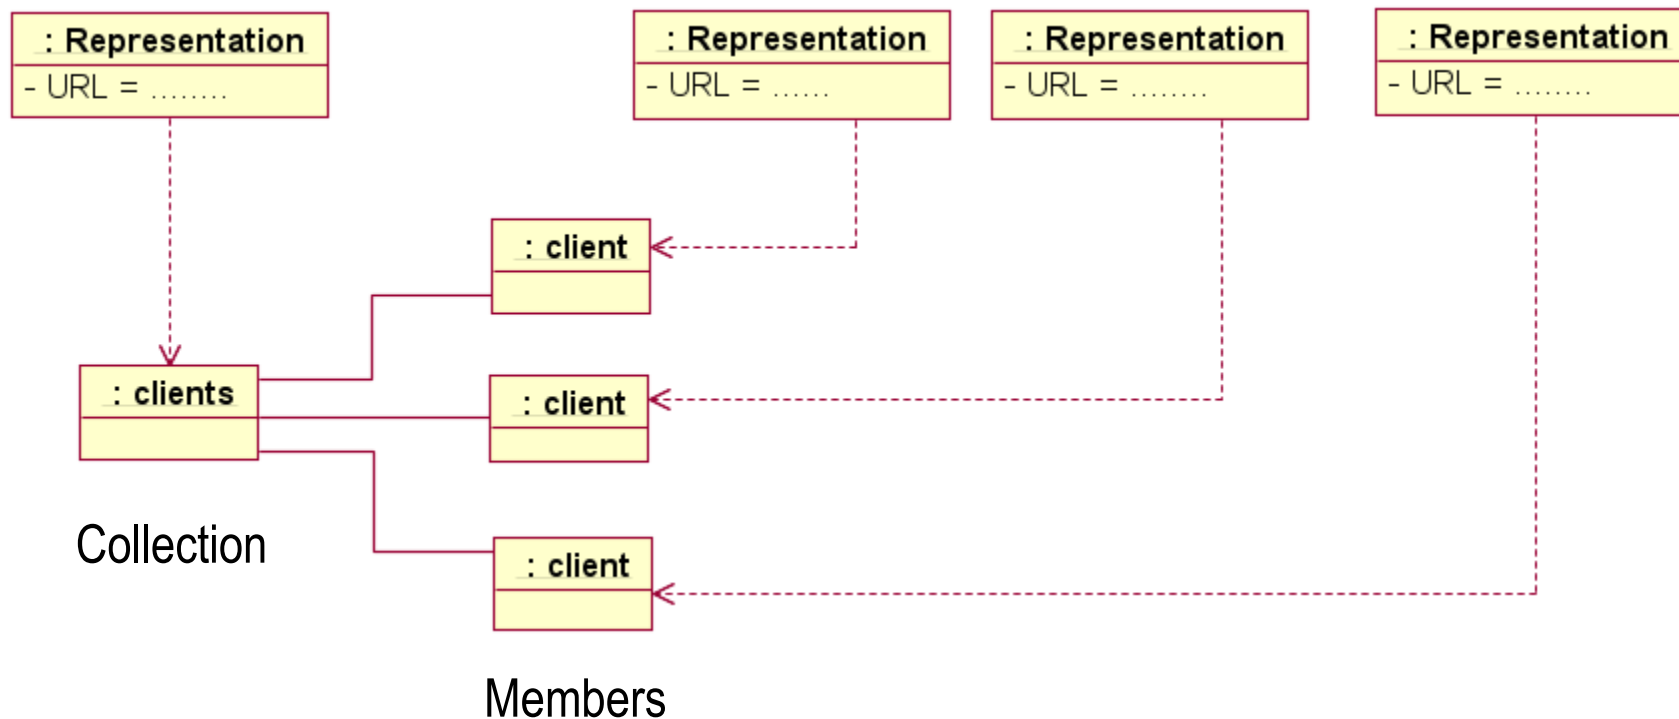 : Representation
- URL = ........
: Representation
- URL = ......
: Representation
- URL = ........
: Representation
- URL = ........
: client
: clients
: client
Collection
: client
Members